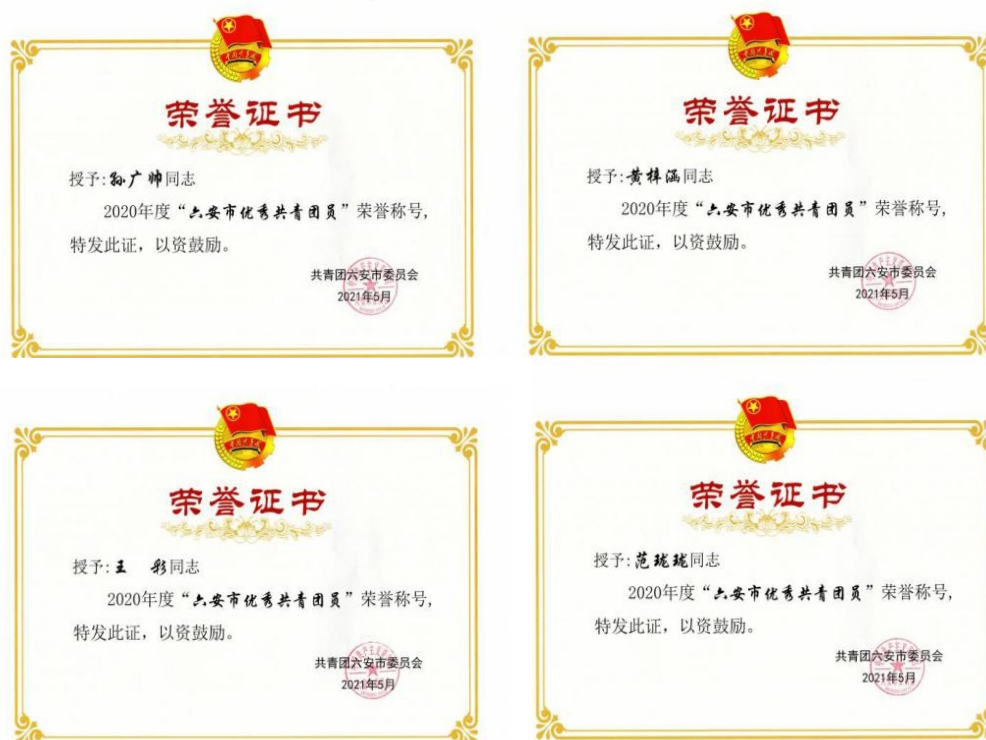 荣誉证书
授予:孙广帅同志
2020年度“六安市优秀共青团员”荣誉称号,
特发此证，以资鼓励。
共青团六安市委员会
2021年5月
荣誉证书
授予:黄梓涵同志
2020年度“六安市优秀共青团员”荣誉称号,
特发此证，以资鼓励。
共青团六安市委员会
2021年5月
荣誉证书
授予:王 彩同志
2020年度“六安市优秀共青团员”荣誉称号,
特发此证，以资鼓励。
共青团六安市委员会
2021年5月
荣誉证书
授予:范珑珑同志
2020年度“六安市优秀共青团员”荣誉称号,
特发此证，以资鼓励。
共青团六安市委员会
2021年5月